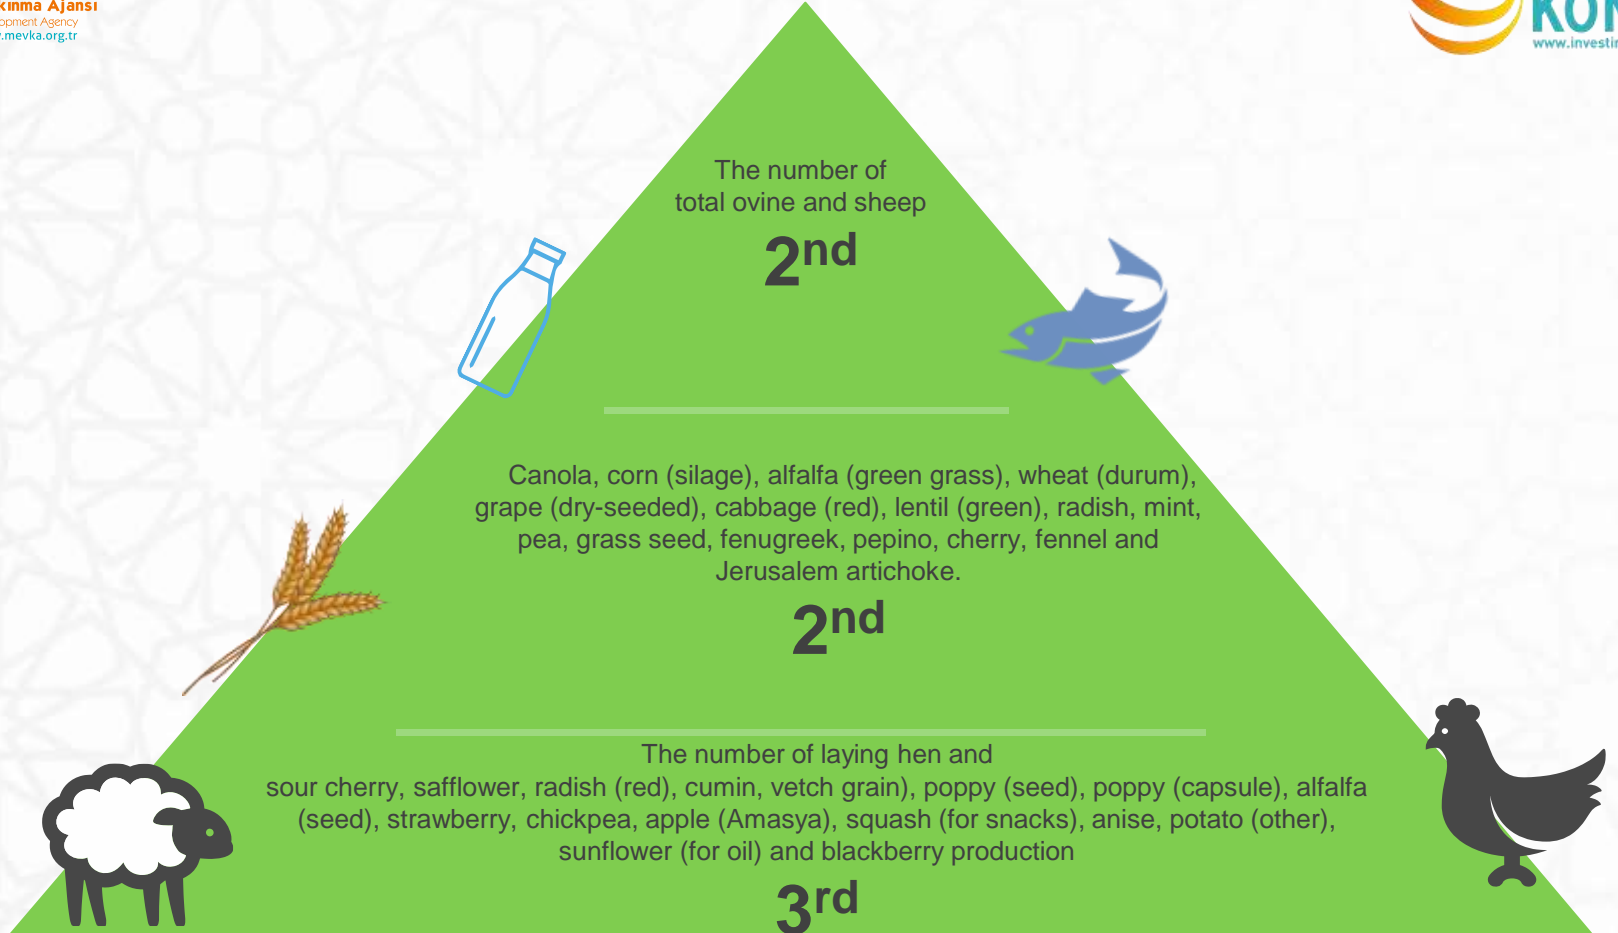 kınma Ajansı
opment Agency
.mevka.org.tr
www.investin
The number of
total ovine and sheep
2nd
Canola, corn (silage), alfalfa (green grass), wheat (durum),
grape (dry-seeded), cabbage (red), lentil (green), radish, mint,
pea, grass seed, fenugreek, pepino, cherry, fennel and
Jerusalem artichoke.
2nd
The number of laying hen and
sour cherry, safflower, radish (red), cumin, vetch grain), poppy (seed), poppy (capsule), alfalfa
(seed), strawberry, chickpea, apple (Amasya), squash (for snacks), anise, potato (other),
sunflower (for oil) and blackberry production
3rd